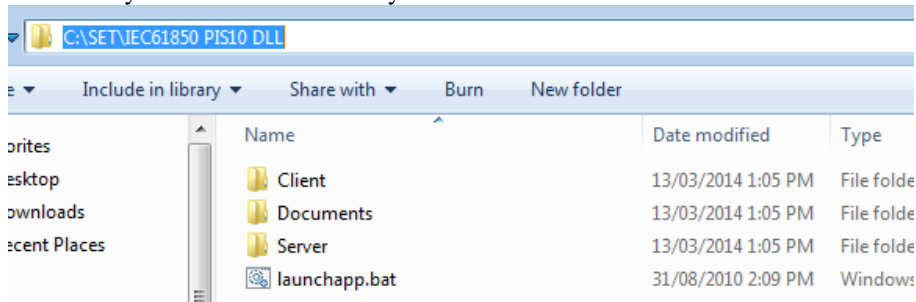 C:\SET\IEC61850 PIS10 DLL
Include in library Share with Burn New folder
Name Date modified Type
orites
esktop Client 13/03/2014 1:05 PM File folde
ownloads Documents 13/03/2014 1:05 PM File folde
ecent Places Server 13/03/2014 1:05 PM File folde
launchapp.bat 31/08/2010 2:09 PM Windows